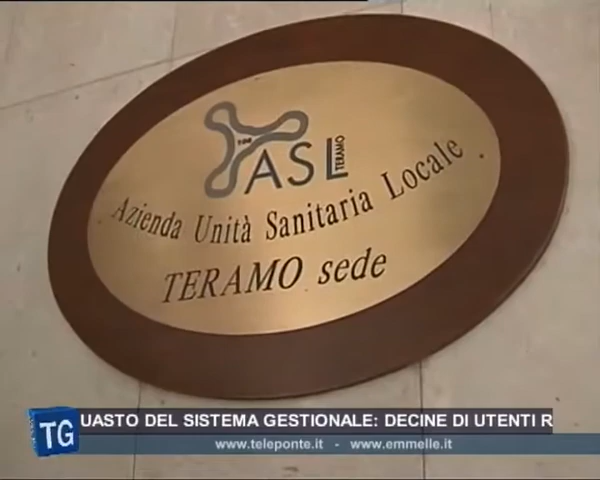 ASL
TERAMO
Azienda Unità Sanitaria Locale
TERAMO sede
TG
UASTO DEL SISTEMA GESTIONALE: DECINE DI UTENTI R
www.teleponte.it - www.emmelle.it